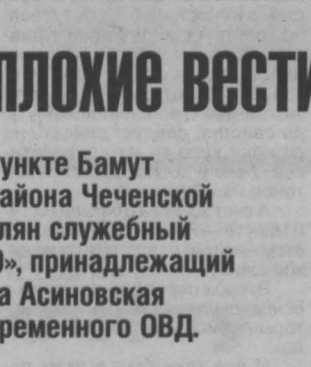 ПЛОХИЕ ВЕСТИ
ункте Бамут
айона Чеченской
лян служебный
», принадлежащий
а Асиновская
ременного ОВД.